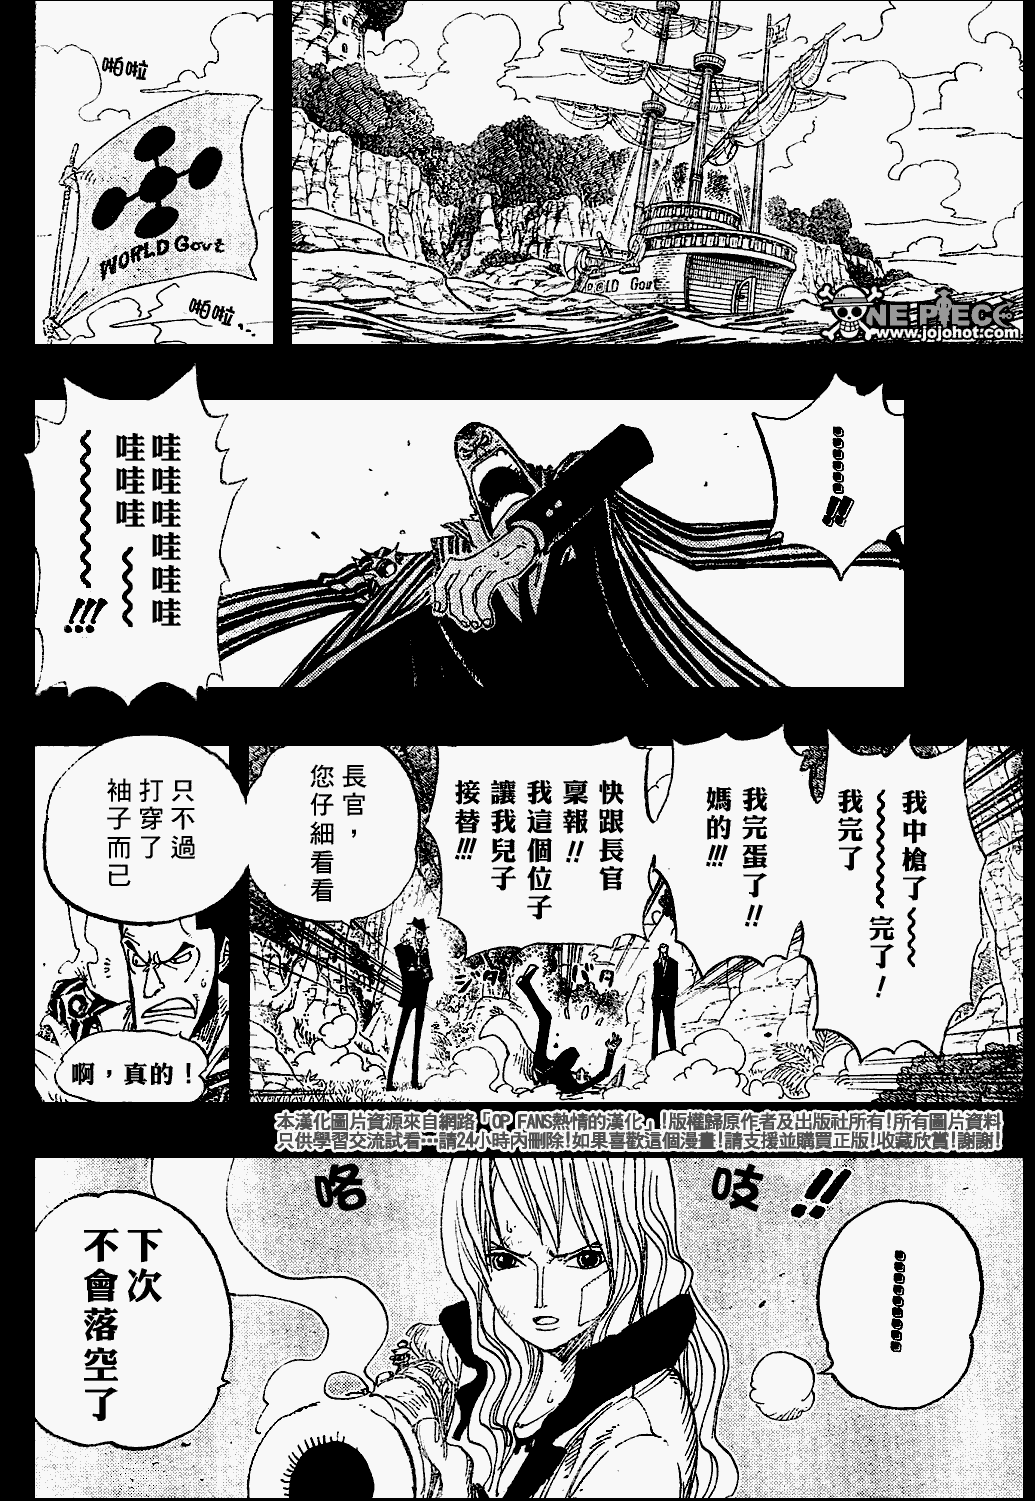 啪啦
WORLD Govt
啪啦‥
WORLD Govt
ONE PIECE
www.jojohot.com
………!!
哇哇哇哇哇哇
哇哇哇～
～～～～!!!
我中槍了～
～～～完了!
我完了
我完蛋了!!
媽的!!!
快跟長官
稟報!!
我這個位子
讓我兒子
接替!!!
ジタ
バタ
長官，
您仔細看看
只不過
打穿了
袖子而已
啊，真的！
本漢化圖片資源來自網路「OP FANS熱情的漢化」!版權歸原作者及出版社所有!所有圖片資料
只供學習交流試看…請24小時內刪除!如果喜歡這個漫畫!請支援並購買正版!收藏欣賞!謝謝!
吱
咯
!!
………
下次
不會落空了